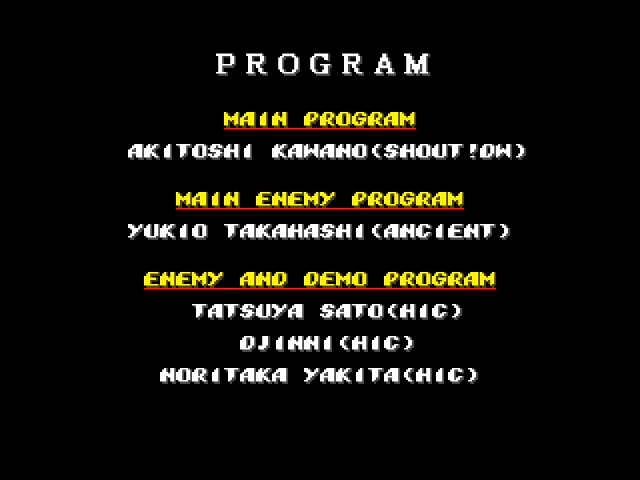 PROGRAM
MAIN PROGRAM
AKITOSHI KAWANO(SHOUT!DW)
MAIN ENEMY PROGRAM
YUKIO TAKAHASHI(ANCIENT)
ENEMY AND DEMO PROGRAM
TATSUYA SATO(HIC)
DJINNI(HIC)
NORITAKA YAKITA(HIC)